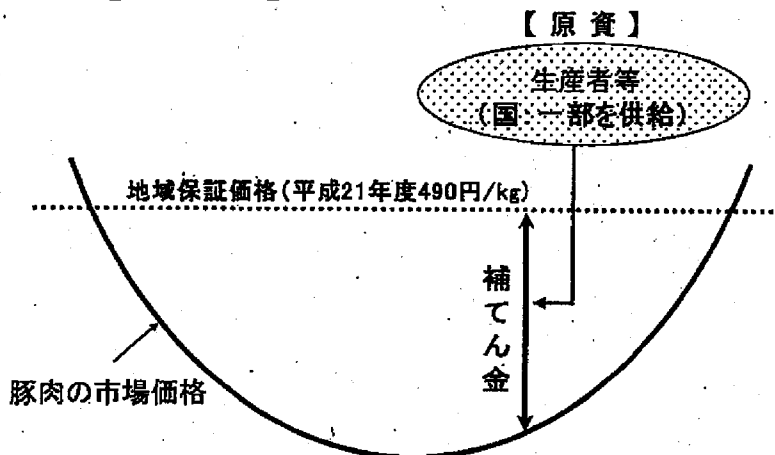 【原資】
生産者等
(国:一部を供給)
地域保証価格(平成21年度490円/kg)
補てん金
豚肉の市場価格